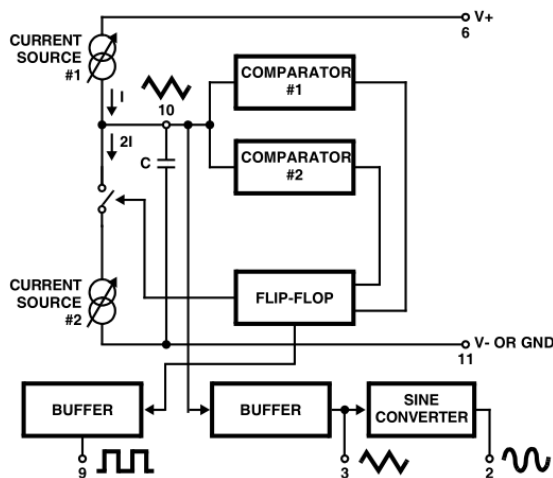 V+
6
CURRENT
SOURCE
#1
I
10
2I
C
COMPARATOR
#1
COMPARATOR
#2
CURRENT
SOURCE
#2
FLIP-FLOP
V- OR GND
11
BUFFER
BUFFER
SINE
CONVERTER
9
3
2